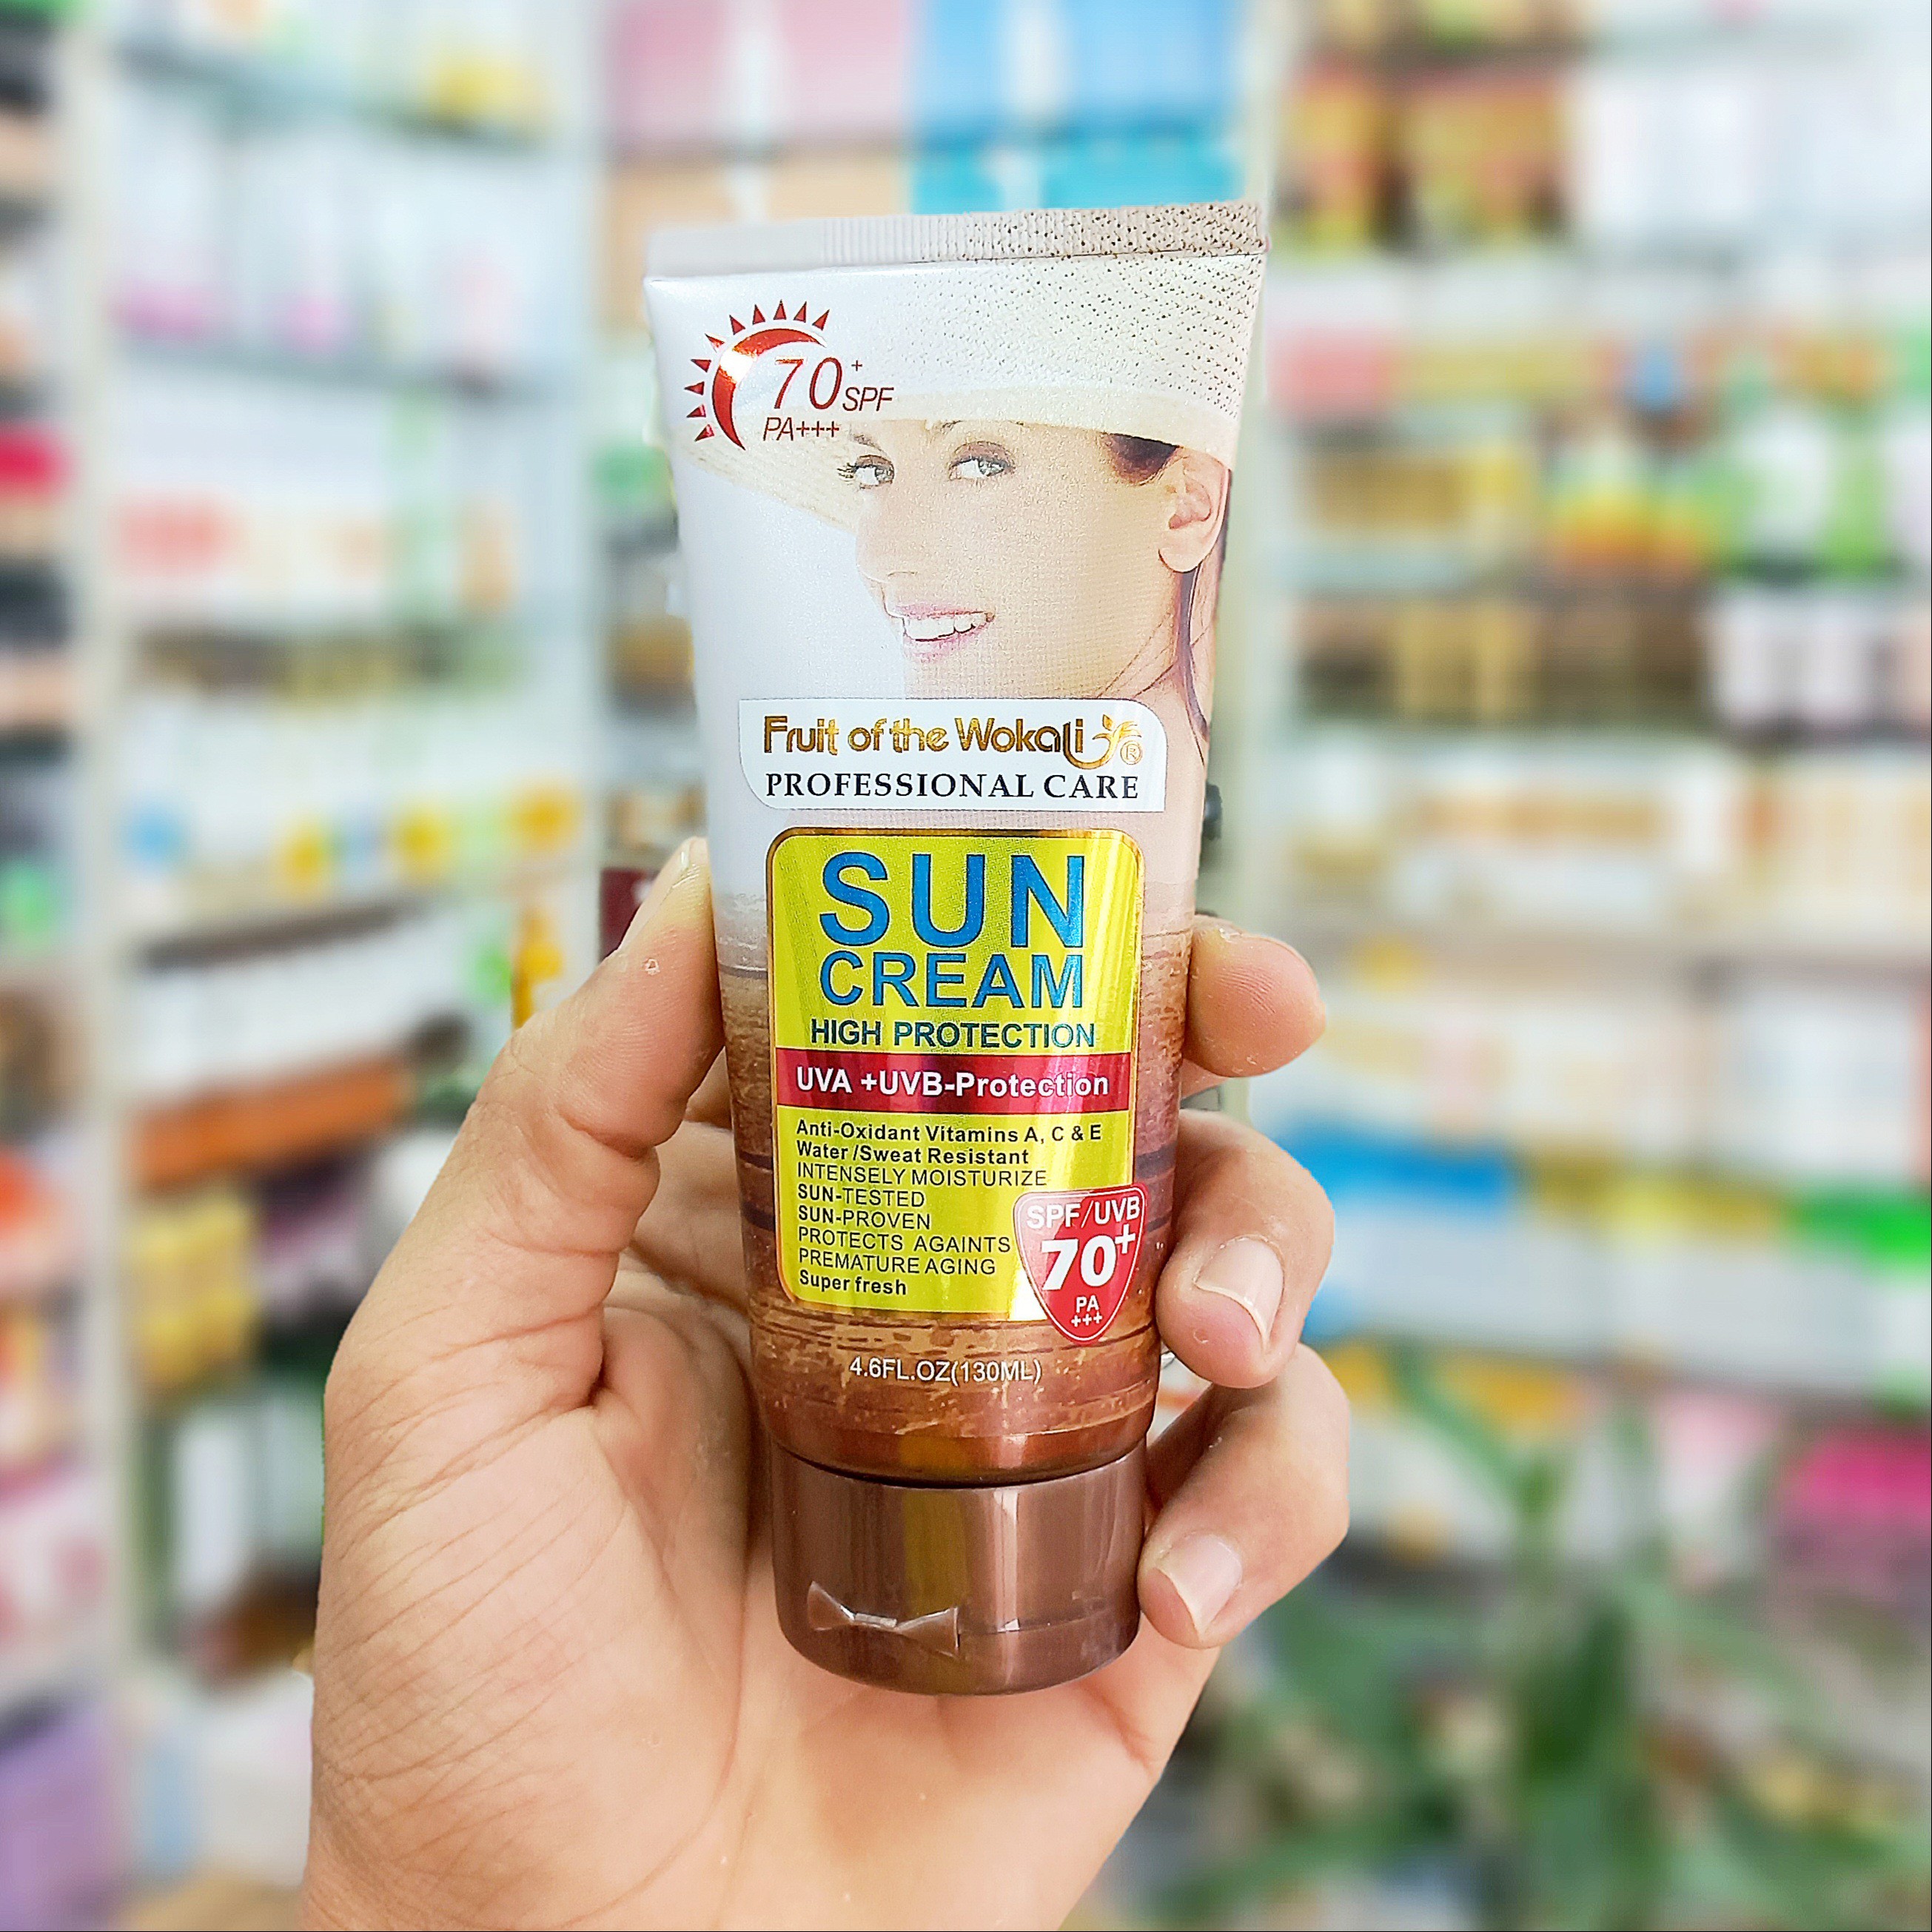 70+ SPF
PA+++
Fruit of the Wokali ®
PROFESSIONAL CARE
SUN
CREAM
HIGH PROTECTION
UVA +UVB-Protection
Anti-Oxidant Vitamins A, C & E
Water /Sweat Resistant
INTENSELY MOISTURIZE
SUN-TESTED
SUN-PROVEN
PROTECTS AGAINTS
PREMATURE AGING
Super fresh
SPF/UVB
70+
PA
+++
4.6FL.OZ(130ML)